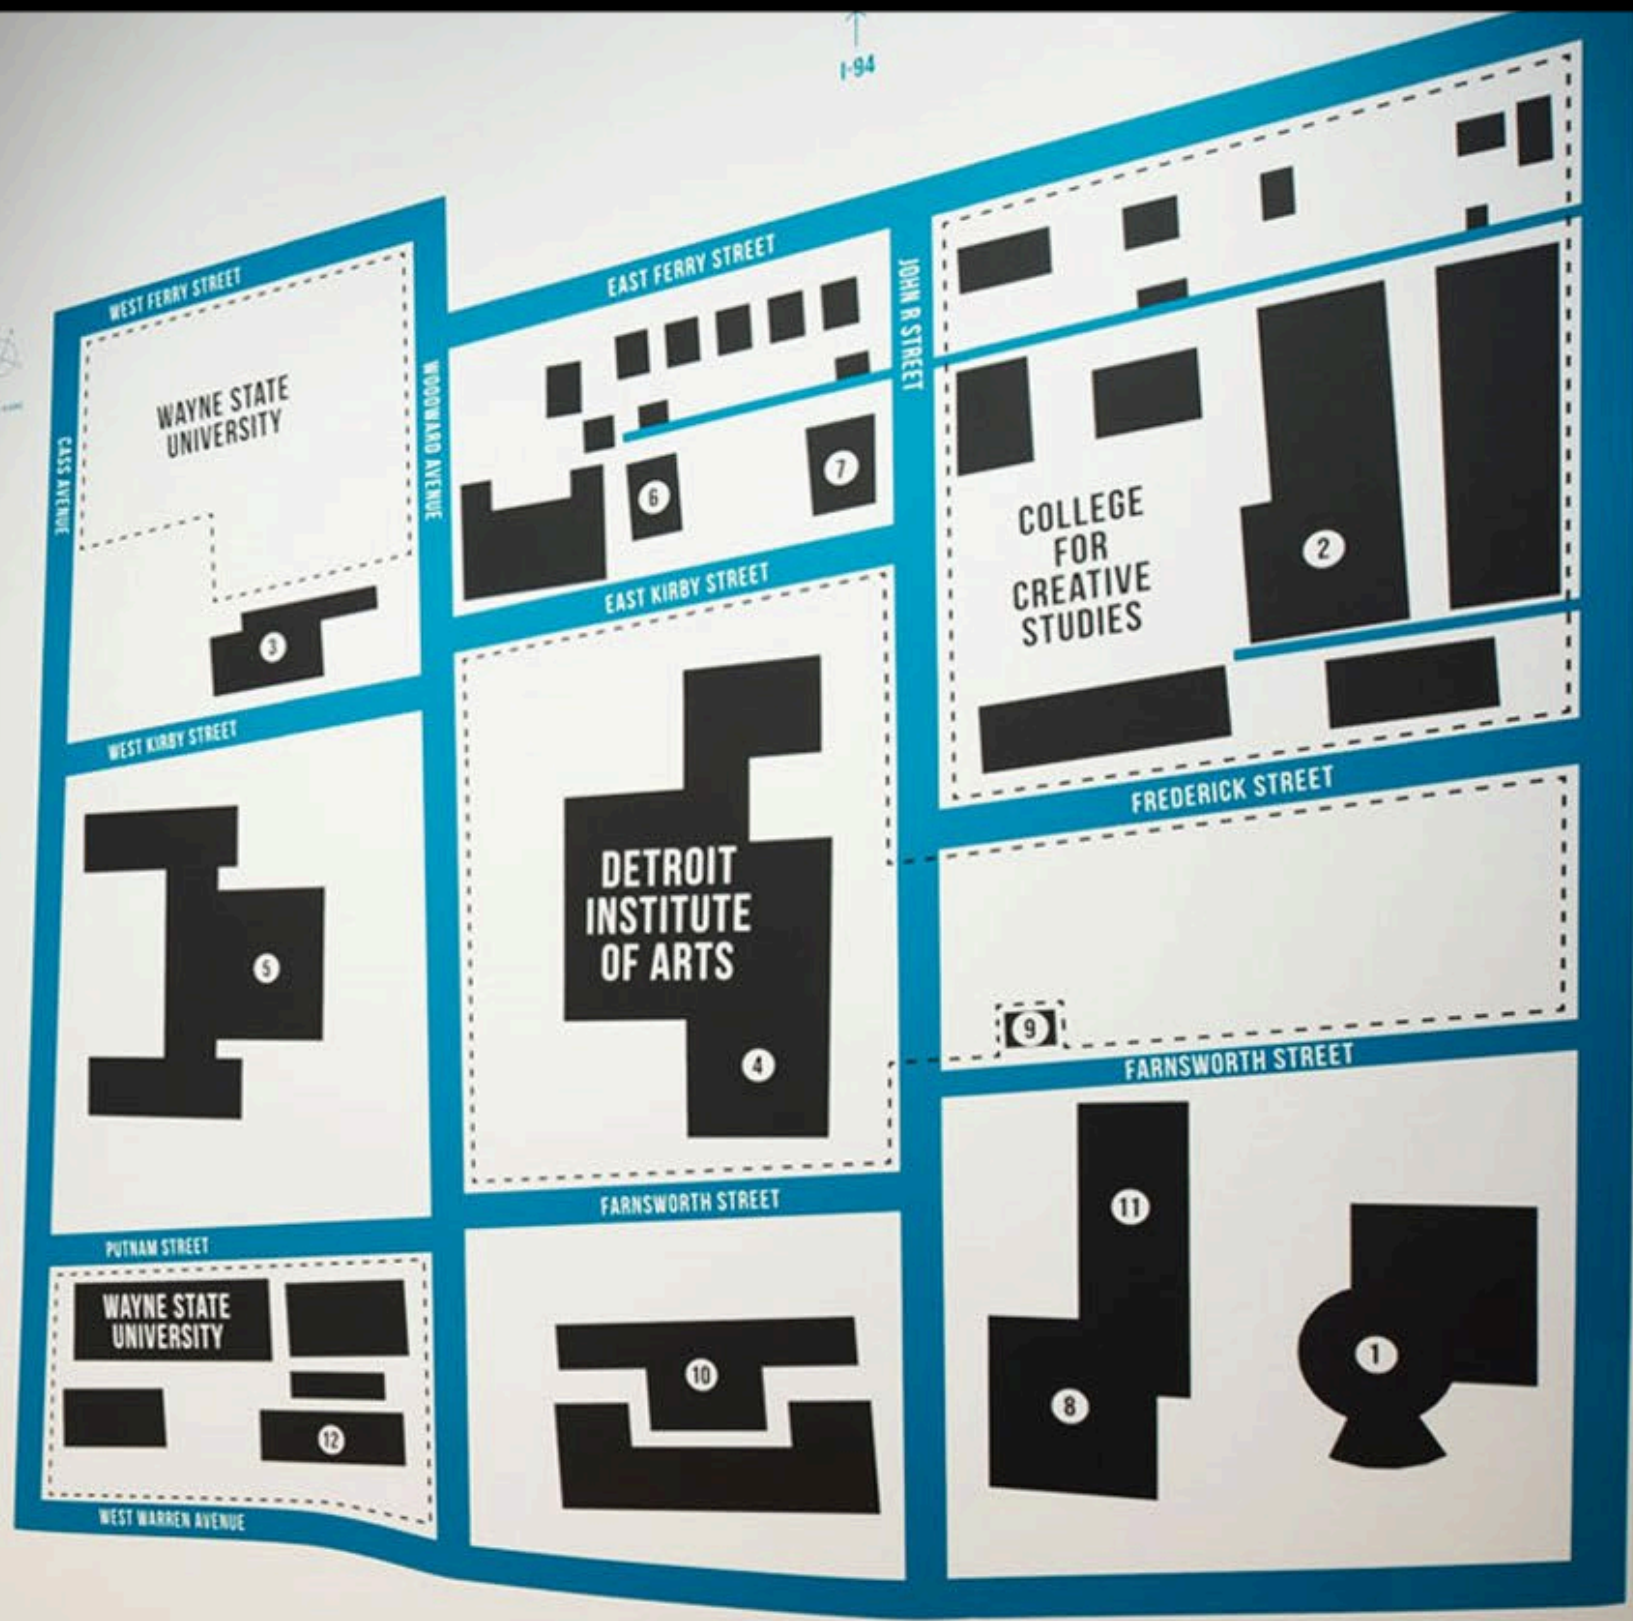 I-94
WEST FERRY STREET
EAST FERRY STREET
JOHN R STREET
WAYNE STATE
UNIVERSITY
CASS AVENUE
WOODWARD AVENUE
6
7
COLLEGE
FOR
CREATIVE
STUDIES
2
3
WEST KIRBY STREET
EAST KIRBY STREET
FREDERICK STREET
DETROIT
INSTITUTE
OF ARTS
5
4
9
FARNSWORTH STREET
FARNSWORTH STREET
11
PUTNAM STREET
WAYNE STATE
UNIVERSITY
10
1
8
12
WEST WARREN AVENUE